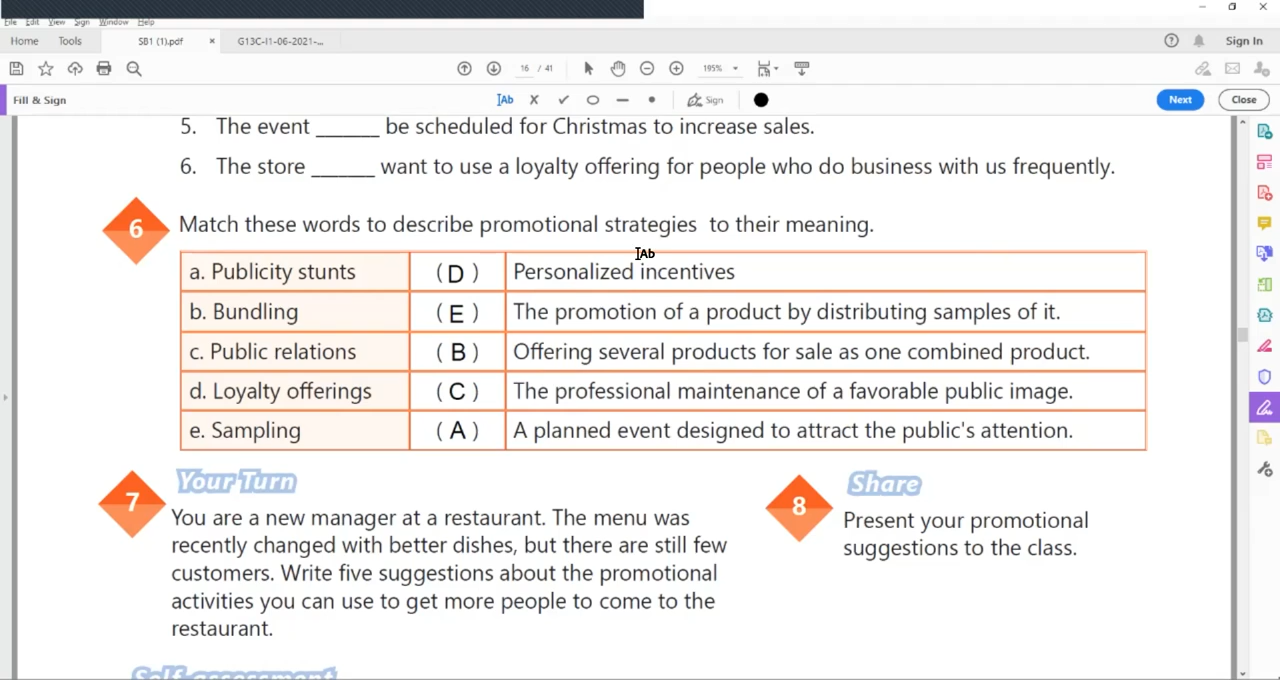 File Edit View Sign Window Help
Home Tools SB1 (1).pdf × G13C-I1-06-2021-... Sign In
16 / 41 195%
Fill & Sign Ab Sign Next Close
5. The event ______ be scheduled for Christmas to increase sales.
6. The store ______ want to use a loyalty offering for people who do business with us frequently.
6 Match these words to describe promotional strategies to their meaning.
Ab
a. Publicity stunts ( D ) Personalized incentives
b. Bundling ( E ) The promotion of a product by distributing samples of it.
c. Public relations ( B ) Offering several products for sale as one combined product.
d. Loyalty offerings ( C ) The professional maintenance of a favorable public image.
e. Sampling ( A ) A planned event designed to attract the public's attention.
7 Your Turn
You are a new manager at a restaurant. The menu was
recently changed with better dishes, but there are still few
customers. Write five suggestions about the promotional
activities you can use to get more people to come to the
restaurant.
8 Share
Present your promotional
suggestions to the class.
Self-assessment